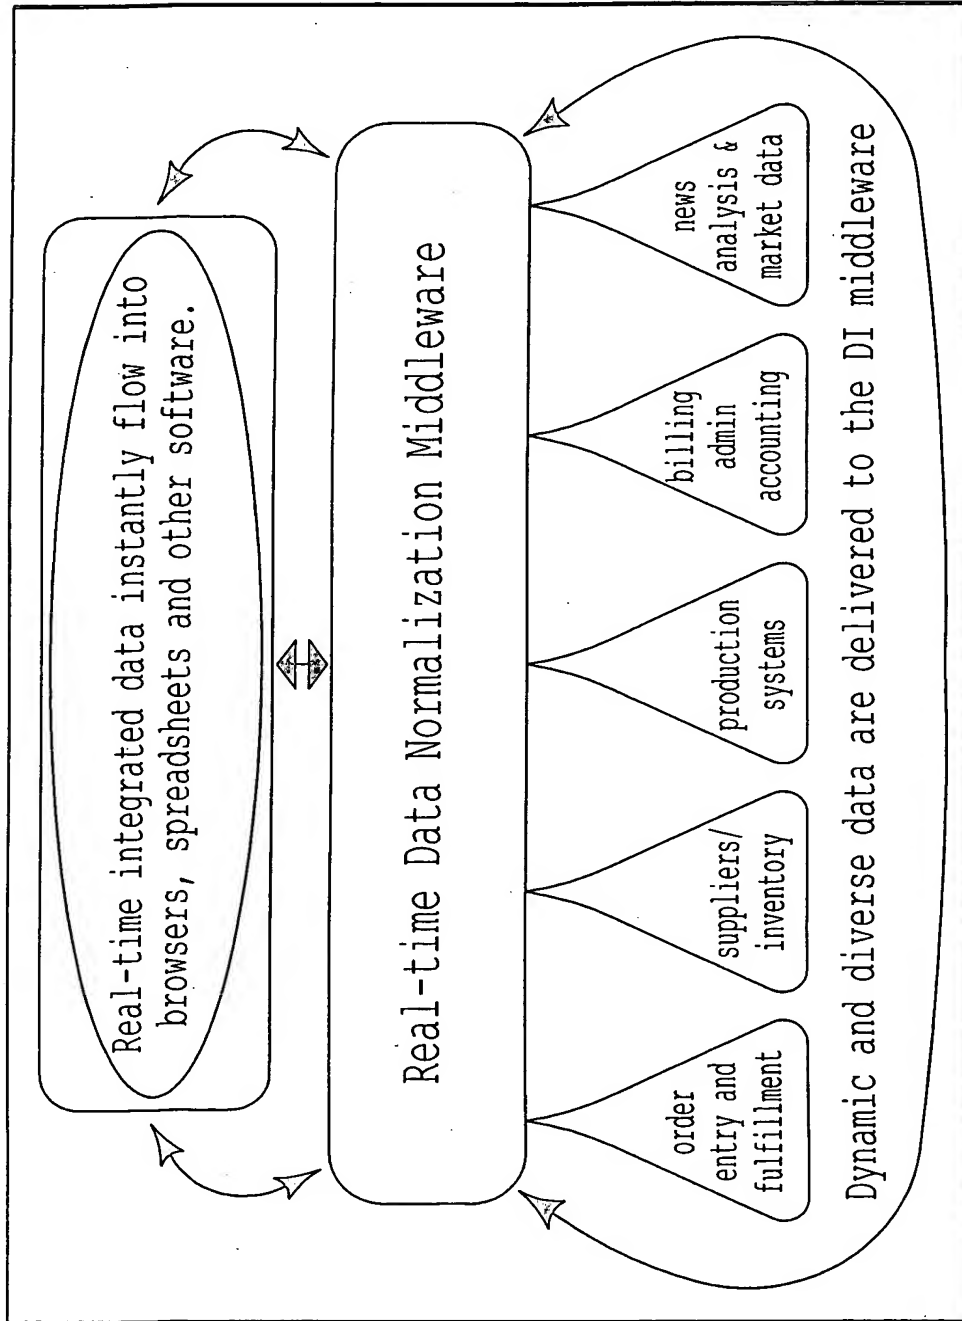 Real-time integrated data instantly flow into
browsers, spreadsheets and other software.
Real-time Data Normalization Middleware
order
entry and
fulfillment
suppliers/
inventory
production
systems
billing
admin
accounting
news
analysis &
market data
Dynamic and diverse data are delivered to the DI middleware